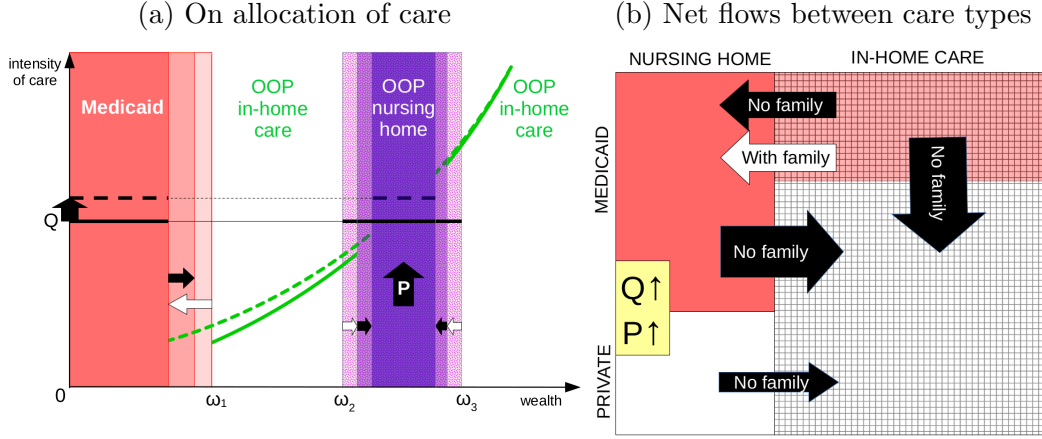 (a) On allocation of care
intensity
of care
Medicaid
OOP
in-home
care
OOP
nursing
home
OOP
in-home
care
Q
P
0
ω1
ω2
ω3
wealth
(b) Net flows between care types
NURSING HOME
IN-HOME CARE
MEDICAID
PRIVATE
No family
With family
No family
No family
Q↑
P↑
No family